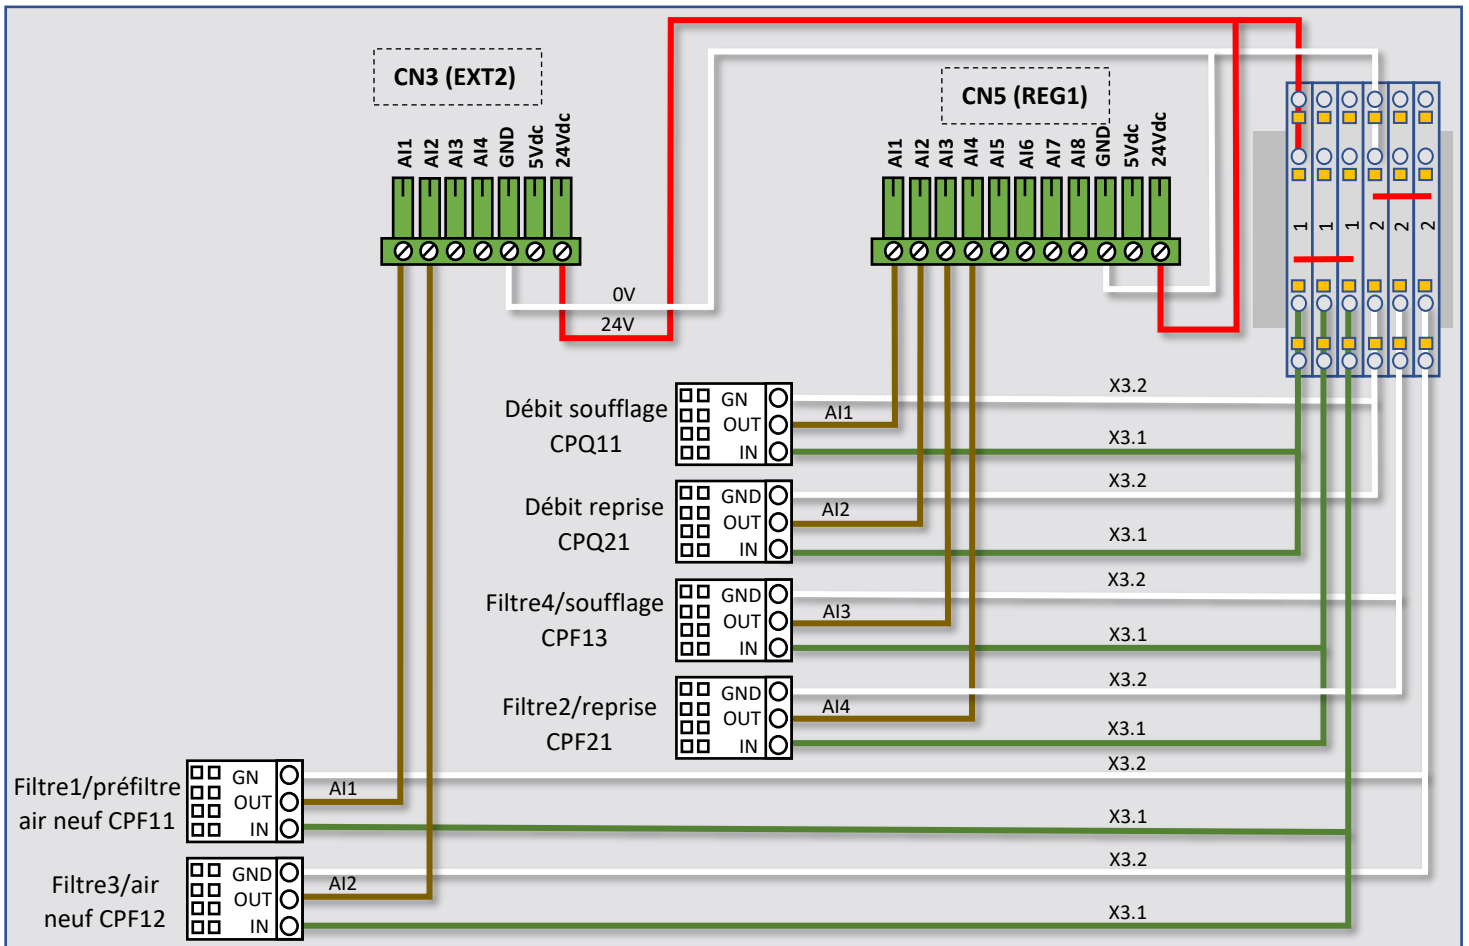 CN3 (EXT2)
CN5 (REG1)
AI1
AI2
AI3
AI4
GND
5Vdc
24Vdc
AI1
AI2
AI3
AI4
AI5
AI6
AI7
AI8
GND
5Vdc
24Vdc
1
1
1
2
2
2
0V
24V
Débit soufflage
CPQ11
GN
OUT
IN
AI1
X3.2
X3.1
Débit reprise
CPQ21
GND
OUT
IN
AI2
X3.2
X3.1
Filtre4/soufflage
CPF13
GND
OUT
IN
AI3
X3.2
X3.1
Filtre2/reprise
CPF21
GND
OUT
IN
AI4
X3.2
X3.1
Filtre1/préfiltre
air neuf CPF11
GN
OUT
IN
AI1
X3.2
X3.1
Filtre3/air
neuf CPF12
GND
OUT
IN
AI2
X3.2
X3.1